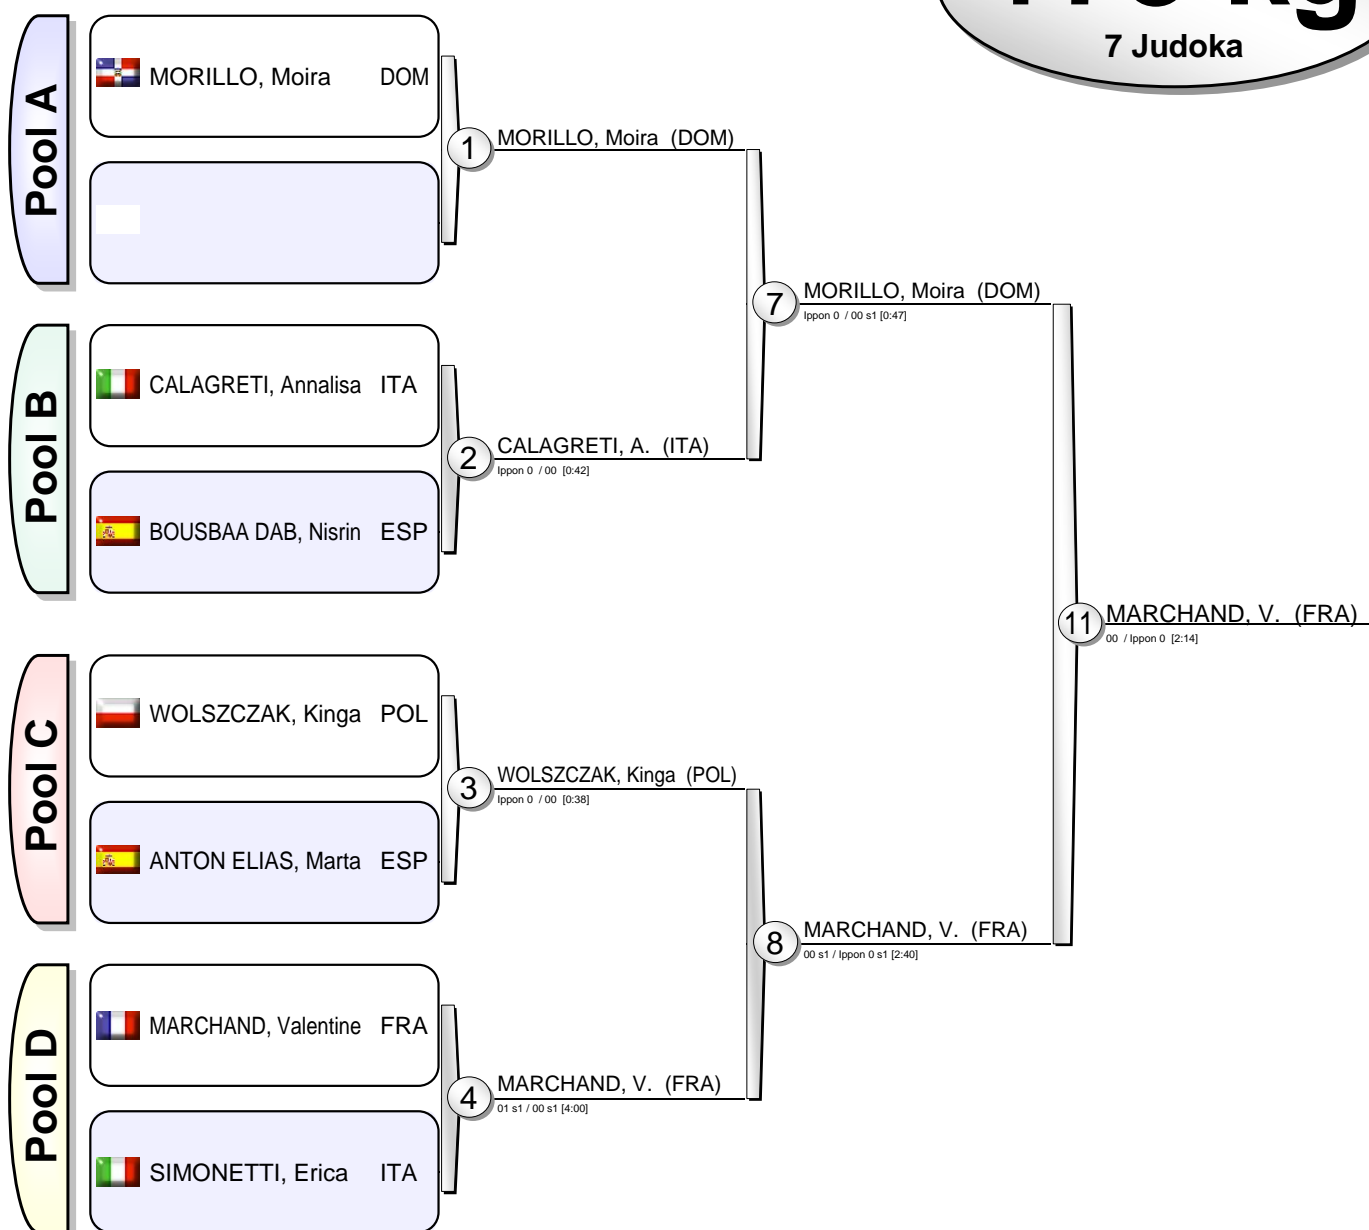 7 Judoka
Pool A
MORILLO, Moira DOM
1
MORILLO, Moira (DOM)
7
MORILLO, Moira (DOM)
Ippon 0 / 00 s1 [0:47]
Pool B
CALAGRETI, Annalisa ITA
BOUSBAA DAB, Nisrin ESP
2
CALAGRETI, A. (ITA)
Ippon 0 / 00 [0:42]
11
MARCHAND, V. (FRA)
00 / Ippon 0 [2:14]
Pool C
WOLSZCZAK, Kinga POL
ANTON ELIAS, Marta ESP
3
WOLSZCZAK, Kinga (POL)
Ippon 0 / 00 [0:38]
8
MARCHAND, V. (FRA)
00 s1 / Ippon 0 s1 [2:40]
Pool D
MARCHAND, Valentine FRA
SIMONETTI, Erica ITA
4
MARCHAND, V. (FRA)
01 s1 / 00 s1 [4:00]